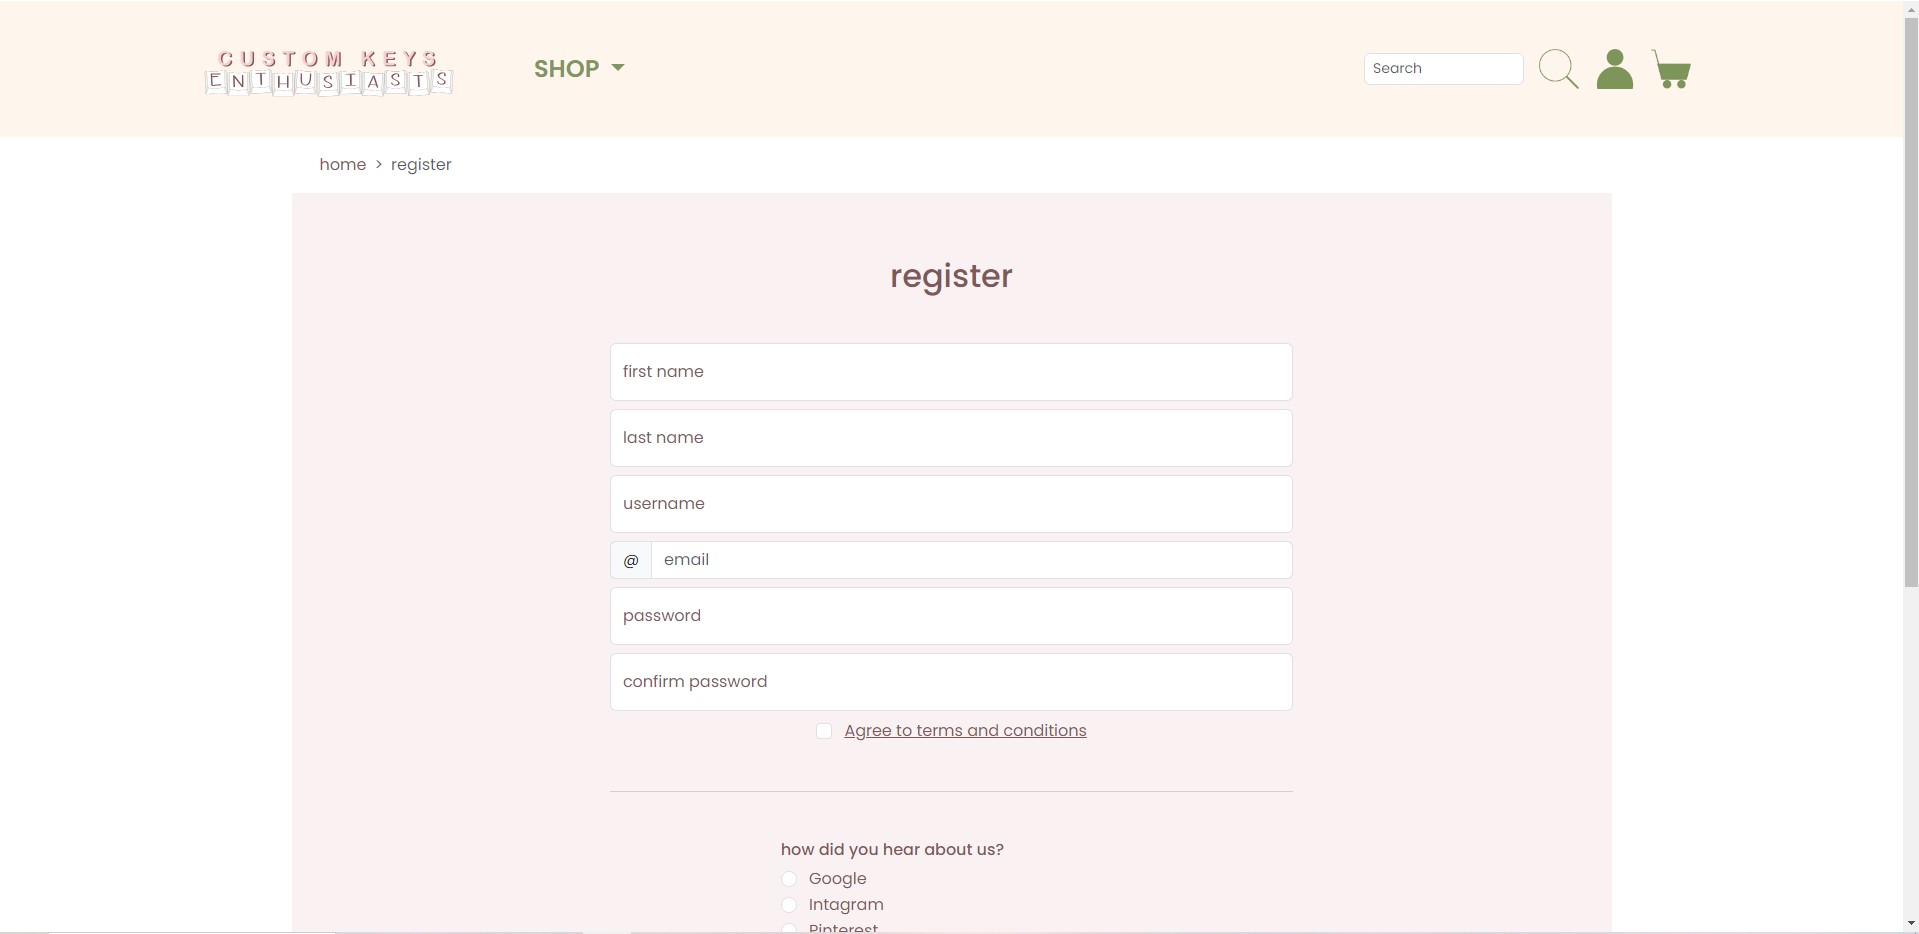 CUSTOM KEYS
ENTHUSIASTS
SHOP
Search
home > register
register
first name
last name
username
@ email
password
confirm password
Agree to terms and conditions
how did you hear about us?
Google
Intagram
Pinterest